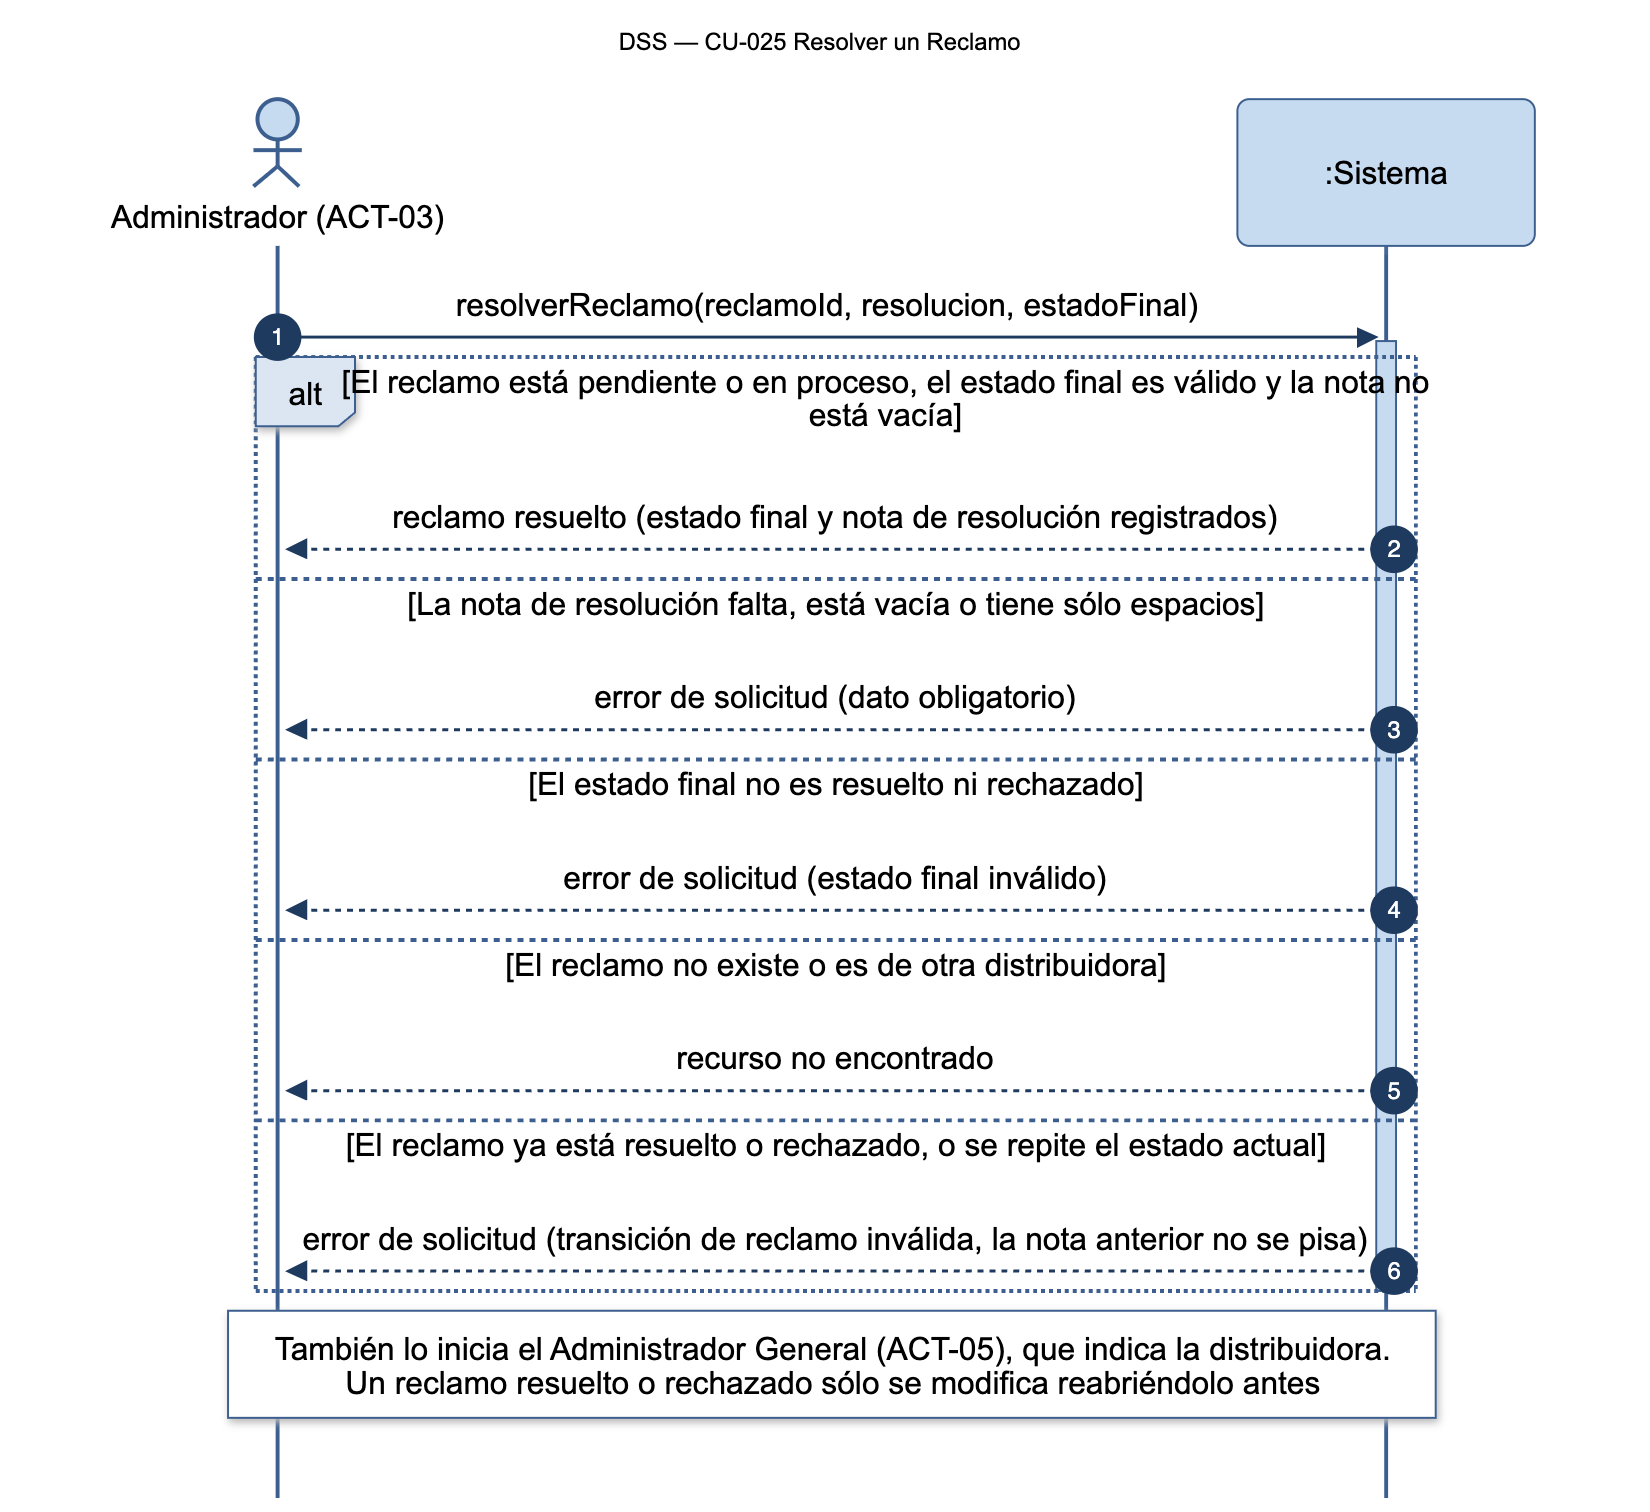 DSS — CU-025 Resolver un Reclamo
Administrador (ACT-03)
:Sistema
resolverReclamo(reclamoId, resolucion, estadoFinal)
1
alt
[El reclamo está pendiente o en proceso, el estado final es válido y la nota no
está vacía]
reclamo resuelto (estado final y nota de resolución registrados)
2
[La nota de resolución falta, está vacía o tiene sólo espacios]
error de solicitud (dato obligatorio)
3
[El estado final no es resuelto ni rechazado]
error de solicitud (estado final inválido)
4
[El reclamo no existe o es de otra distribuidora]
recurso no encontrado
5
[El reclamo ya está resuelto o rechazado, o se repite el estado actual]
error de solicitud (transición de reclamo inválida, la nota anterior no se pisa)
6
También lo inicia el Administrador General (ACT-05), que indica la distribuidora.
Un reclamo resuelto o rechazado sólo se modifica reabriéndolo antes